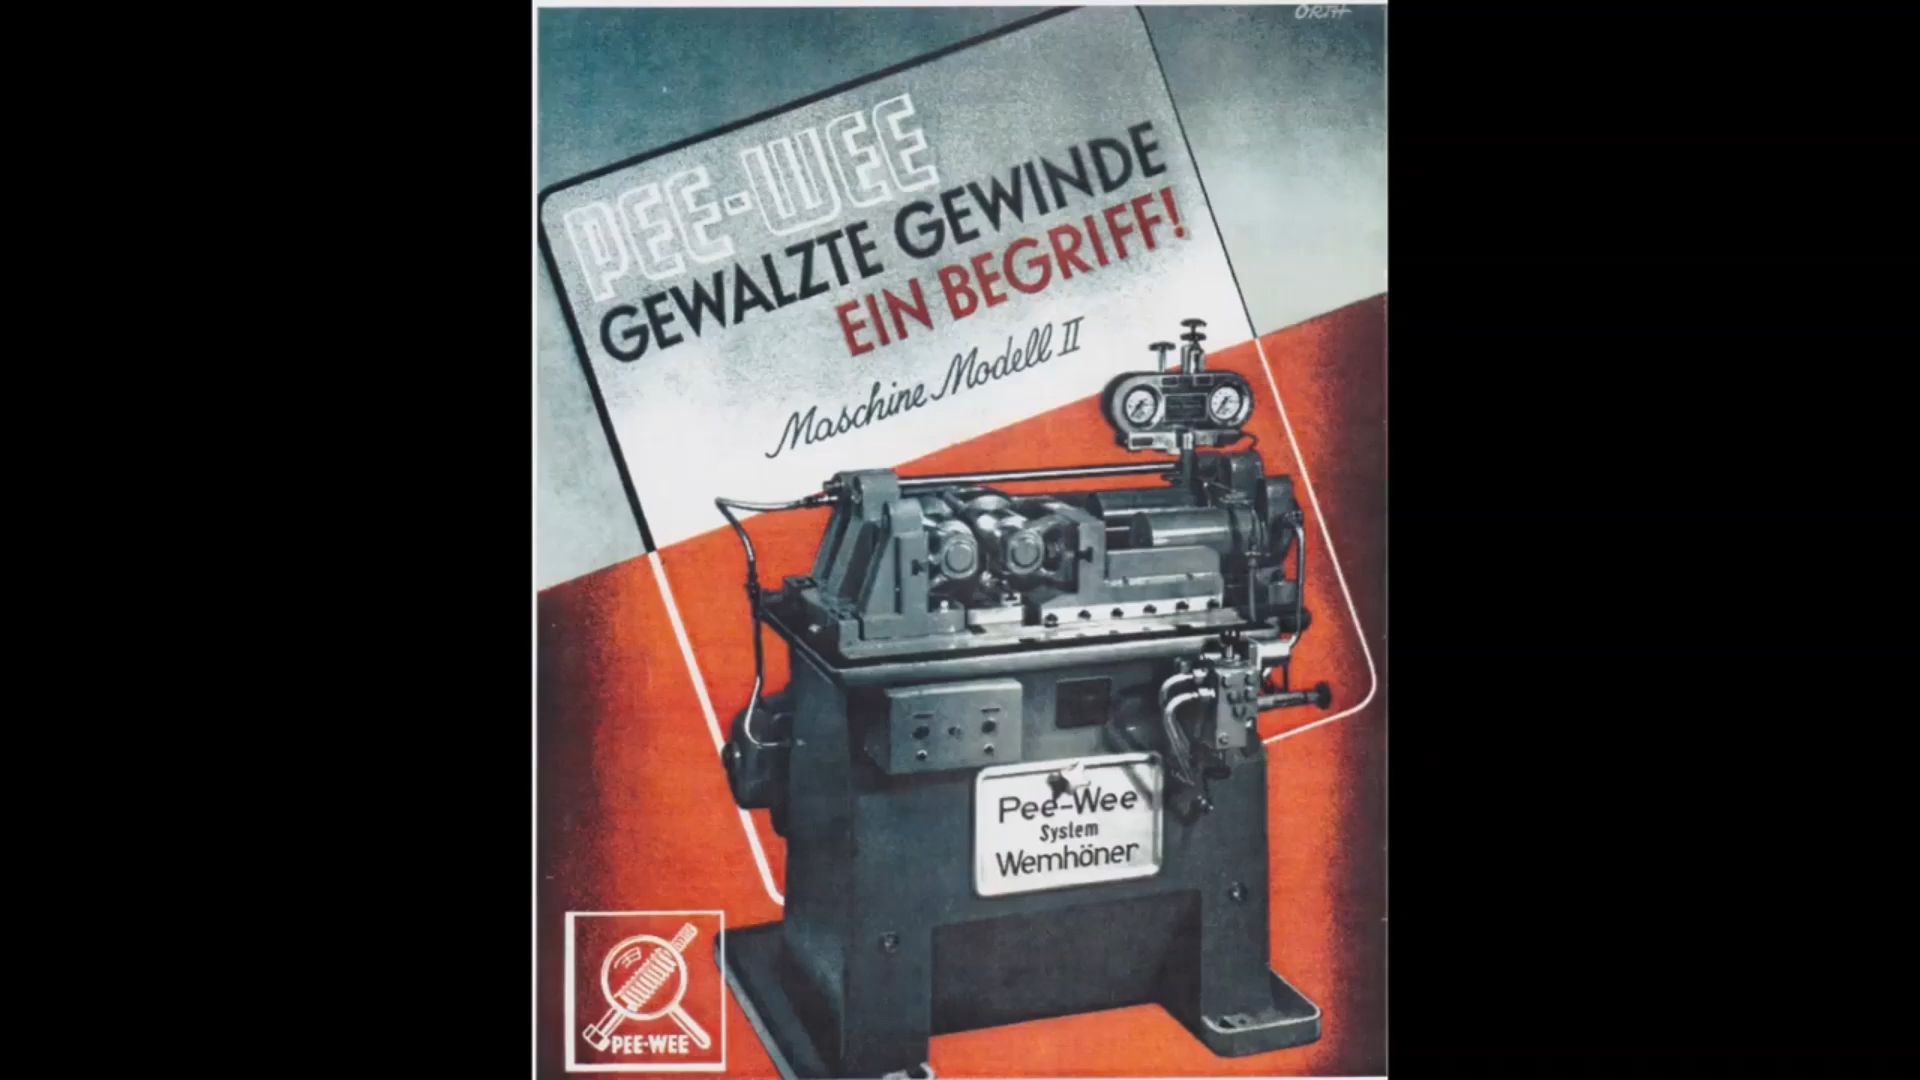 ORTH
PEE-WEE
GEWALZTE GEWINDE
EIN BEGRIFF!
Maschine Modell II
Pee-Wee
System
Wemhöner
PEE-WEE